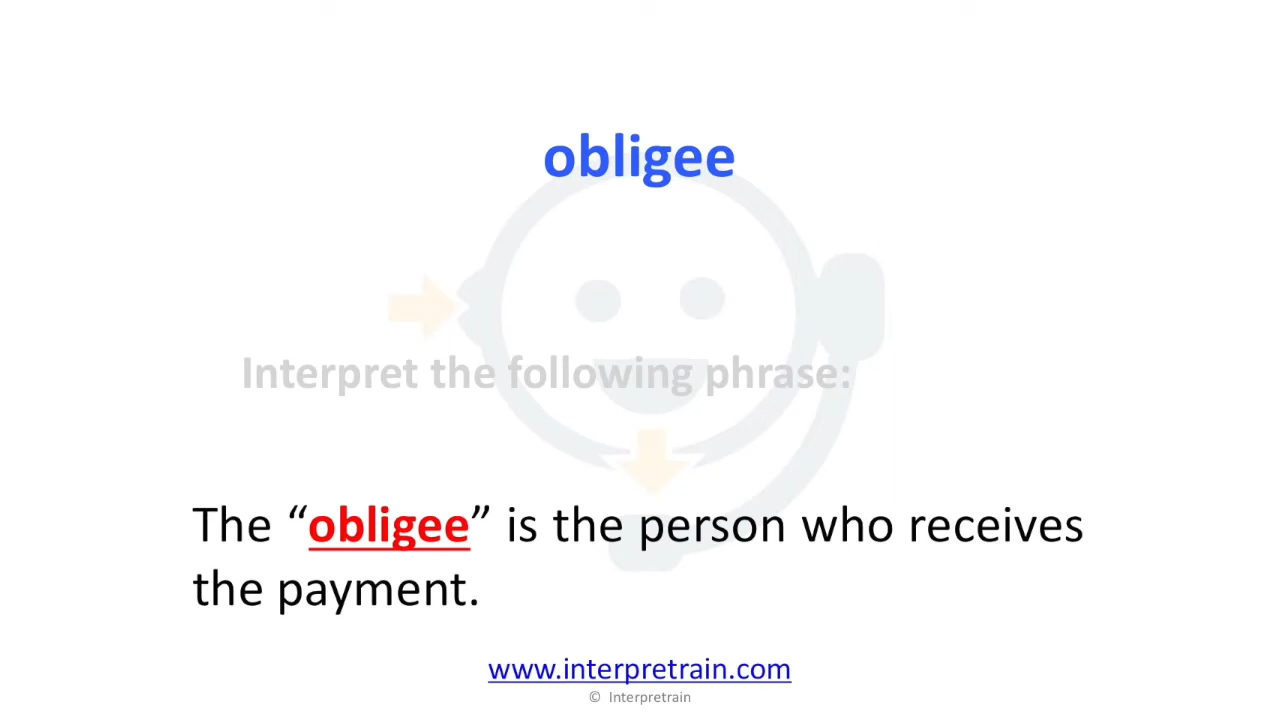 obligee
Interpret the following phrase:
The “obligee” is the person who receives
the payment.
www.interpretrain.com
© Interpretrain